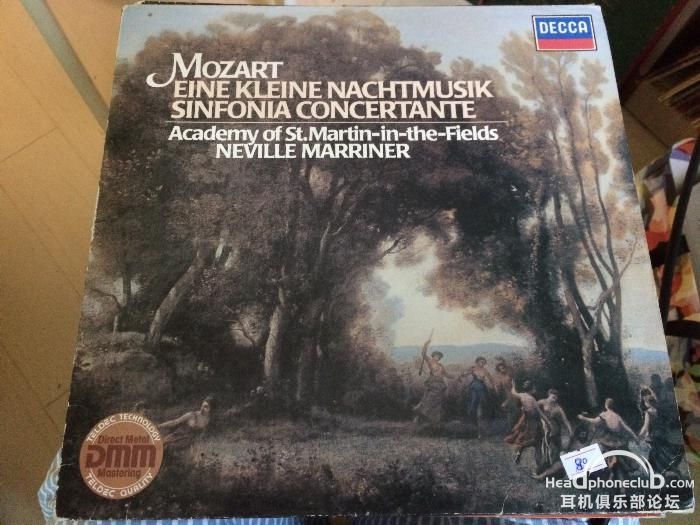 DECCA
MOZART
EINE KLEINE NACHTMUSIK
SINFONIA CONCERTANTE
Academy of St. Martin-in-the-Fields
NEVILLE MARRINER
TELDEC TECHNOLOGY
Direct Metal
DMM
Mastering
TELDEC QUALITY
80
Headphoneclub.com
耳机俱乐部论坛